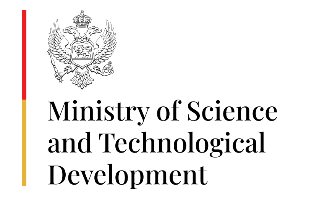 Ministry of Science
and Technological
Development